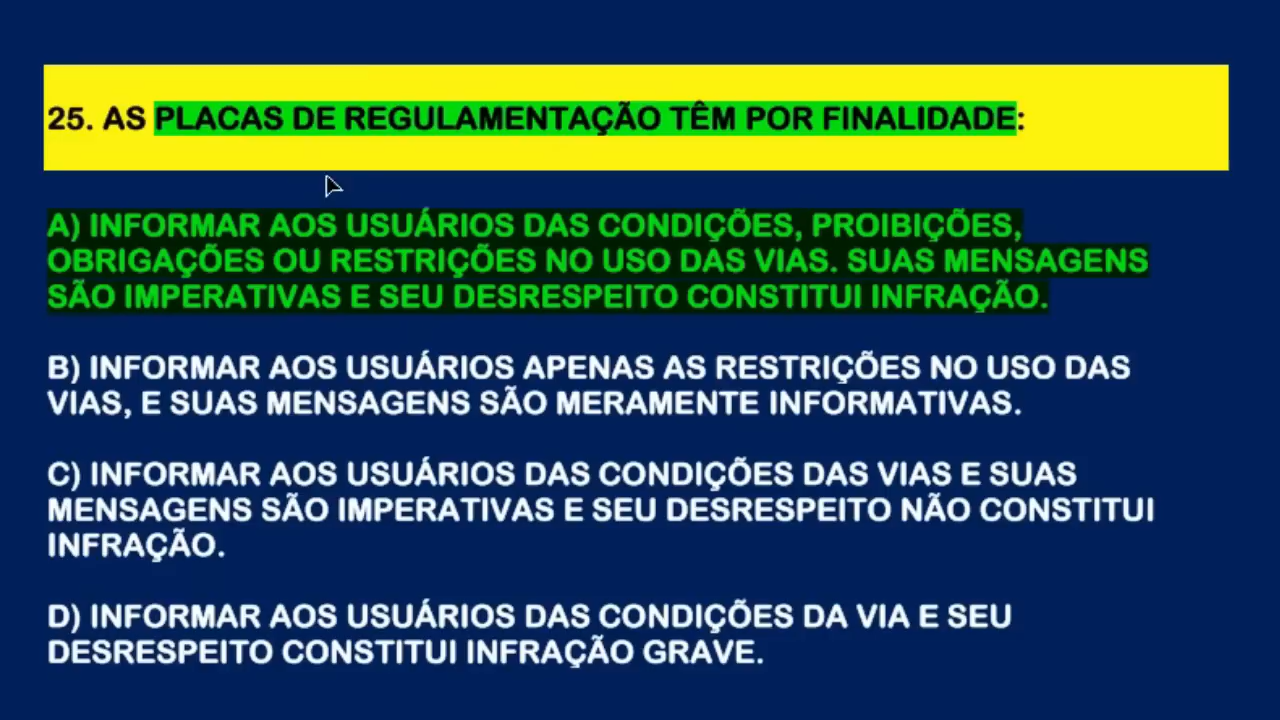 25. AS PLACAS DE REGULAMENTAÇÃO TÊM POR FINALIDADE:
A) INFORMAR AOS USUÁRIOS DAS CONDIÇÕES, PROIBIÇÕES,
OBRIGAÇÕES OU RESTRIÇÕES NO USO DAS VIAS. SUAS MENSAGENS
SÃO IMPERATIVAS E SEU DESRESPEITO CONSTITUI INFRAÇÃO.
B) INFORMAR AOS USUÁRIOS APENAS AS RESTRIÇÕES NO USO DAS
VIAS, E SUAS MENSAGENS SÃO MERAMENTE INFORMATIVAS.
C) INFORMAR AOS USUÁRIOS DAS CONDIÇÕES DAS VIAS E SUAS
MENSAGENS SÃO IMPERATIVAS E SEU DESRESPEITO NÃO CONSTITUI
INFRAÇÃO.
D) INFORMAR AOS USUÁRIOS DAS CONDIÇÕES DA VIA E SEU
DESRESPEITO CONSTITUI INFRAÇÃO GRAVE.